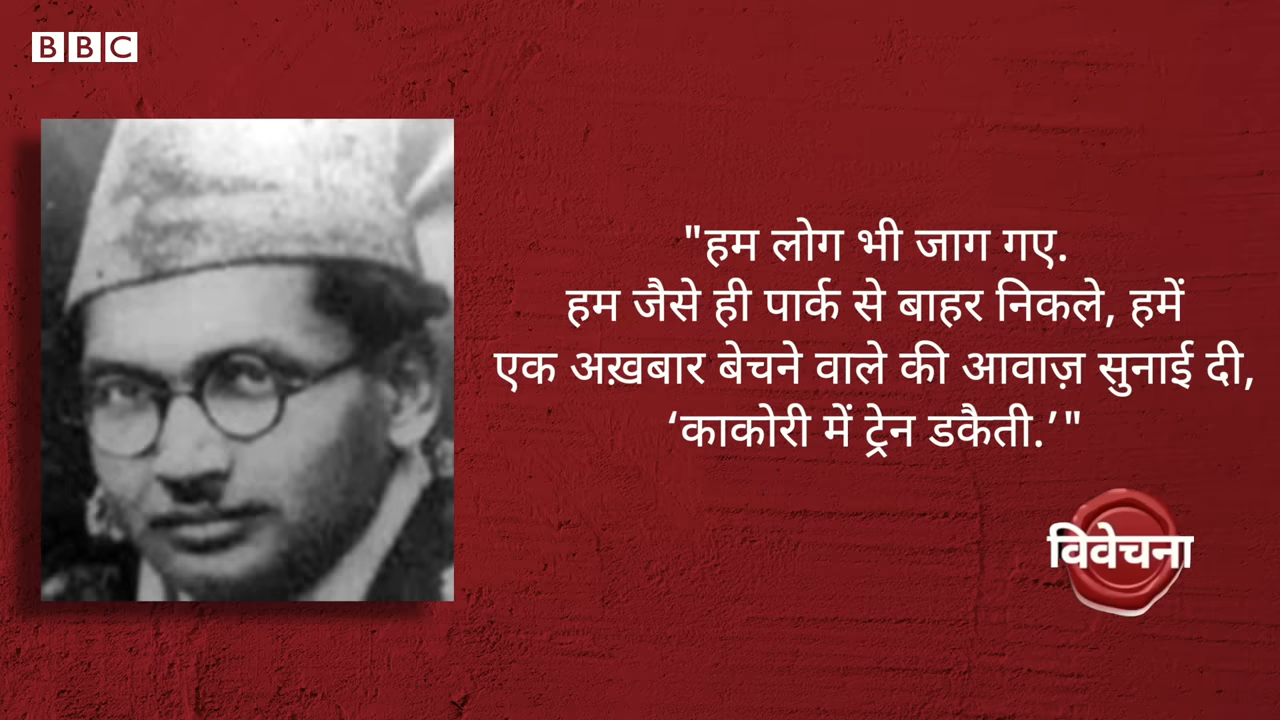 BBC
"हम लोग भी जाग गए.
हम जैसे ही पार्क से बाहर निकले, हमें
एक अख़बार बेचने वाले की आवाज़ सुनाई दी,
‘काकोरी में ट्रेन डकैती.’"
विवेचना